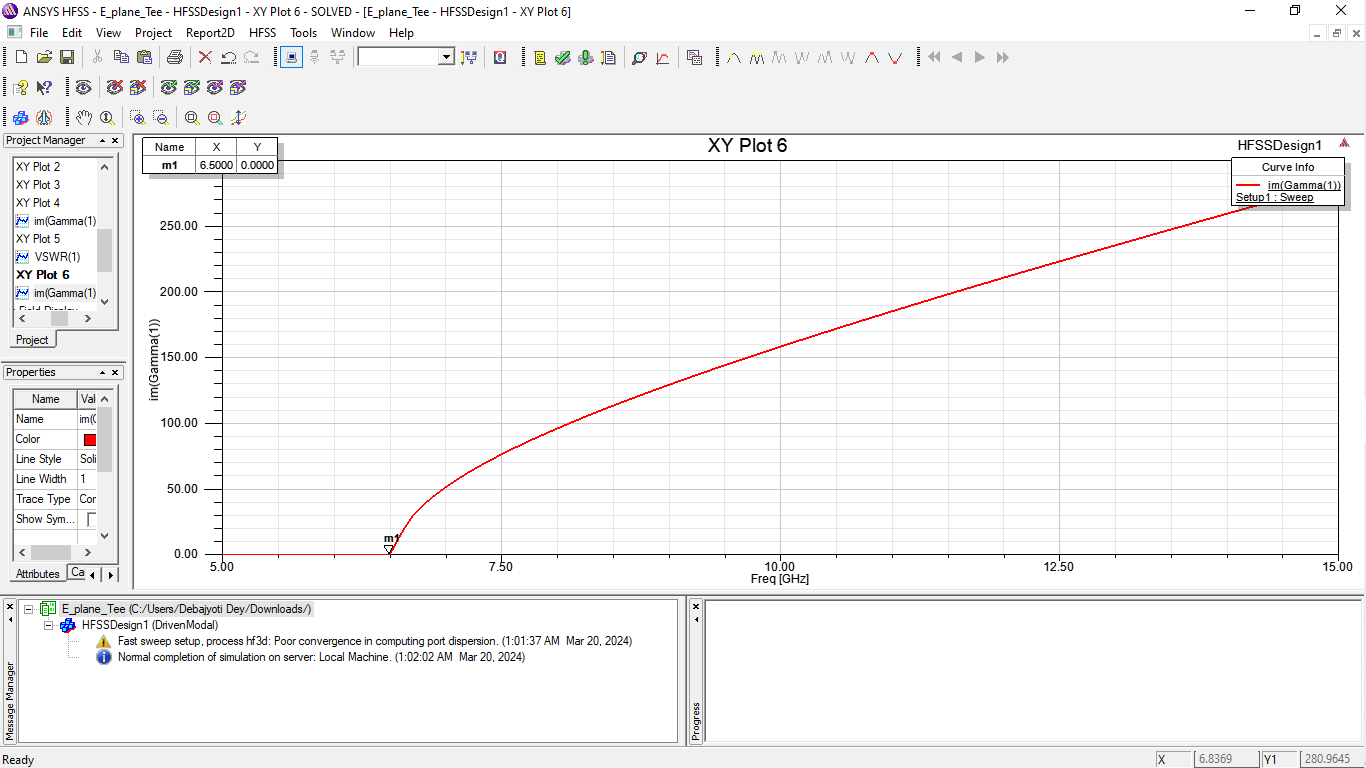 ANSYS HFSS - E_plane_Tee - HFSSDesign1 - XY Plot 6 - SOLVED - [E_plane_Tee - HFSSDesign1 - XY Plot 6]
File Edit View Project Report2D HFSS Tools Window Help
Project Manager
XY Plot 2
XY Plot 3
XY Plot 4
im(Gamma(1)
XY Plot 5
VSWR(1)
XY Plot 6
im(Gamma(1)
Project
Properties
Name Val
Name im(G
Color
Line Style Soli
Line Width 1
Trace Type Cor
Show Sym...
Attributes Ca
Name X Y
m1 6.5000 0.0000
XY Plot 6
HFSSDesign1
Curve Info
im(Gamma(1))
Setup1 : Sweep
im(Gamma(1))
250.00
200.00
150.00
100.00
50.00
0.00
m1
5.00 7.50 10.00 12.50 15.00
Freq [GHz]
Message Manager
E_plane_Tee (C:/Users/Debajyoti Dey/Downloads/)
HFSSDesign1 (DrivenModal)
Fast sweep setup, process hf3d: Poor convergence in computing port dispersion. (1:01:37 AM Mar 20, 2024)
Normal completion of simulation on server: Local Machine. (1:02:02 AM Mar 20, 2024)
Progress
Ready
X 6.8369 Y1 280.9645